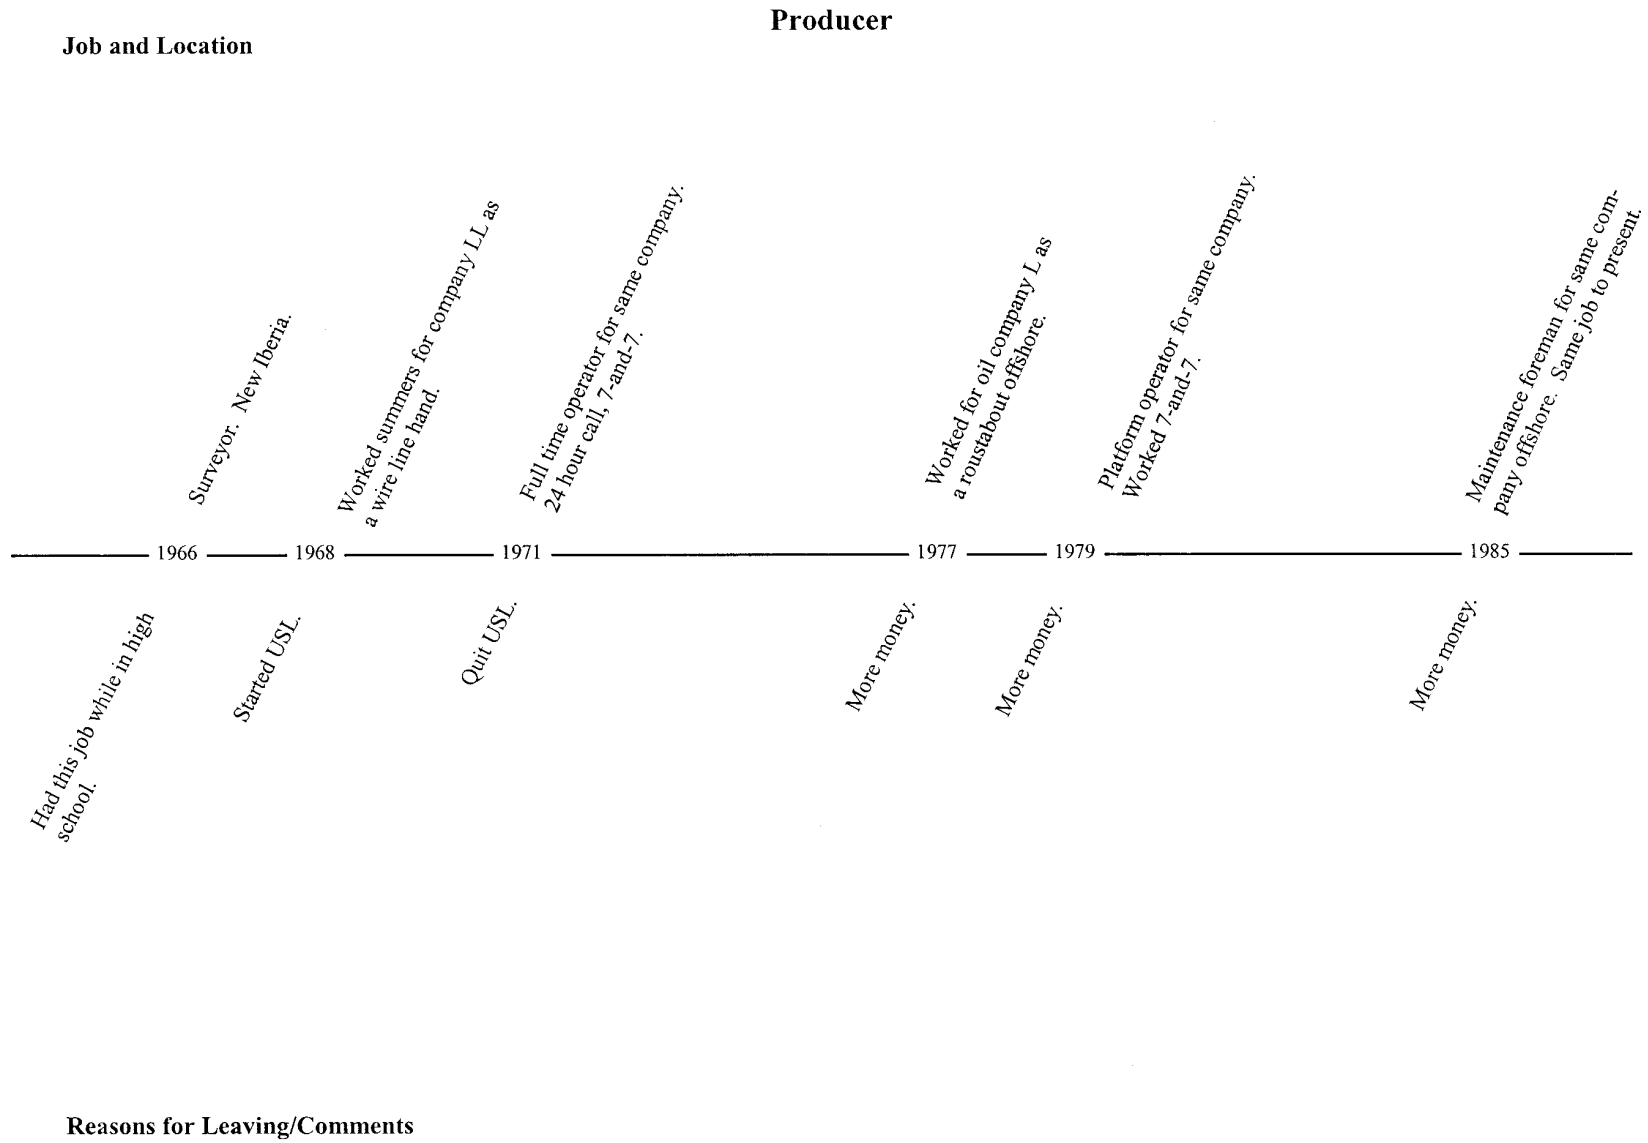 Producer
Job and Location
Surveyor. New Iberia.
Worked summers for company LL as
a wire line hand.
Full time operator for same company.
24 hour call, 7-and-7.
Worked for oil company L as
a roustabout offshore.
Platform operator for same company.
Worked 7-and-7.
Maintenance foreman for same com-
pany offshore. Same job to present.
1966 1968 1971 1977 1979 1985
Had this job while in high
school.
Started USL.
Quit USL.
More money.
More money.
More money.
Reasons for Leaving/Comments